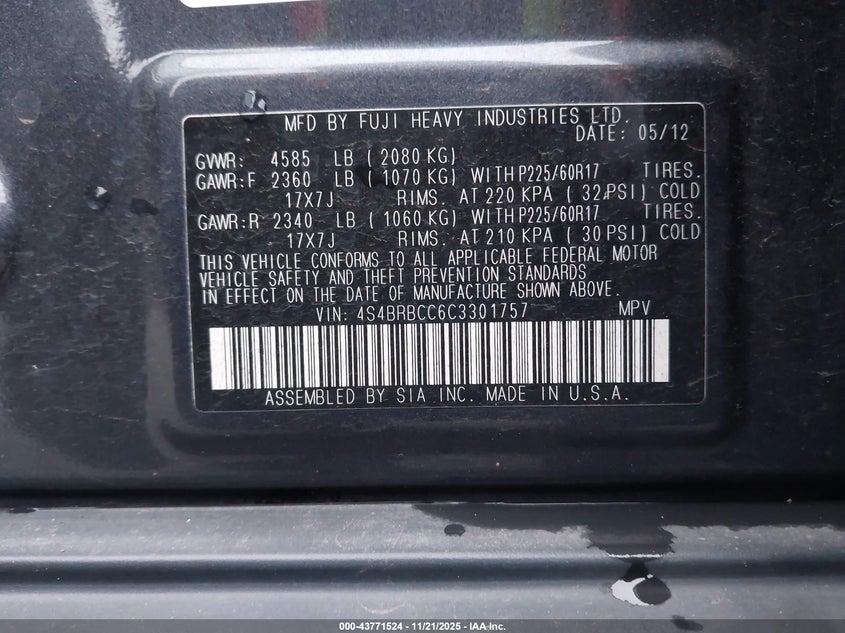 MFD BY FUJI HEAVY INDUSTRIES LTD.
DATE: 05/12
GVWR: 4585 LB ( 2080 KG)
GAWR:F 2360 LB ( 1070 KG) WITH P225/60R17 TIRES.
17X7J RIMS. AT 220 KPA ( 32 PSI) COLD
GAWR:R 2340 LB ( 1060 KG) WITH P225/60R17 TIRES.
17X7J RIMS. AT 210 KPA ( 30 PSI) COLD
THIS VEHICLE CONFORMS TO ALL APPLICABLE FEDERAL MOTOR
VEHICLE SAFETY AND THEFT PREVENTION STANDARDS
IN EFFECT ON THE DATE OF MANUFACTURE SHOWN ABOVE.
VIN: 4S4BRBCC6C3301757 MPV
ASSEMBLED BY SIA INC. MADE IN U.S.A.
000-43771524 - 11/21/2025 - IAA Inc.